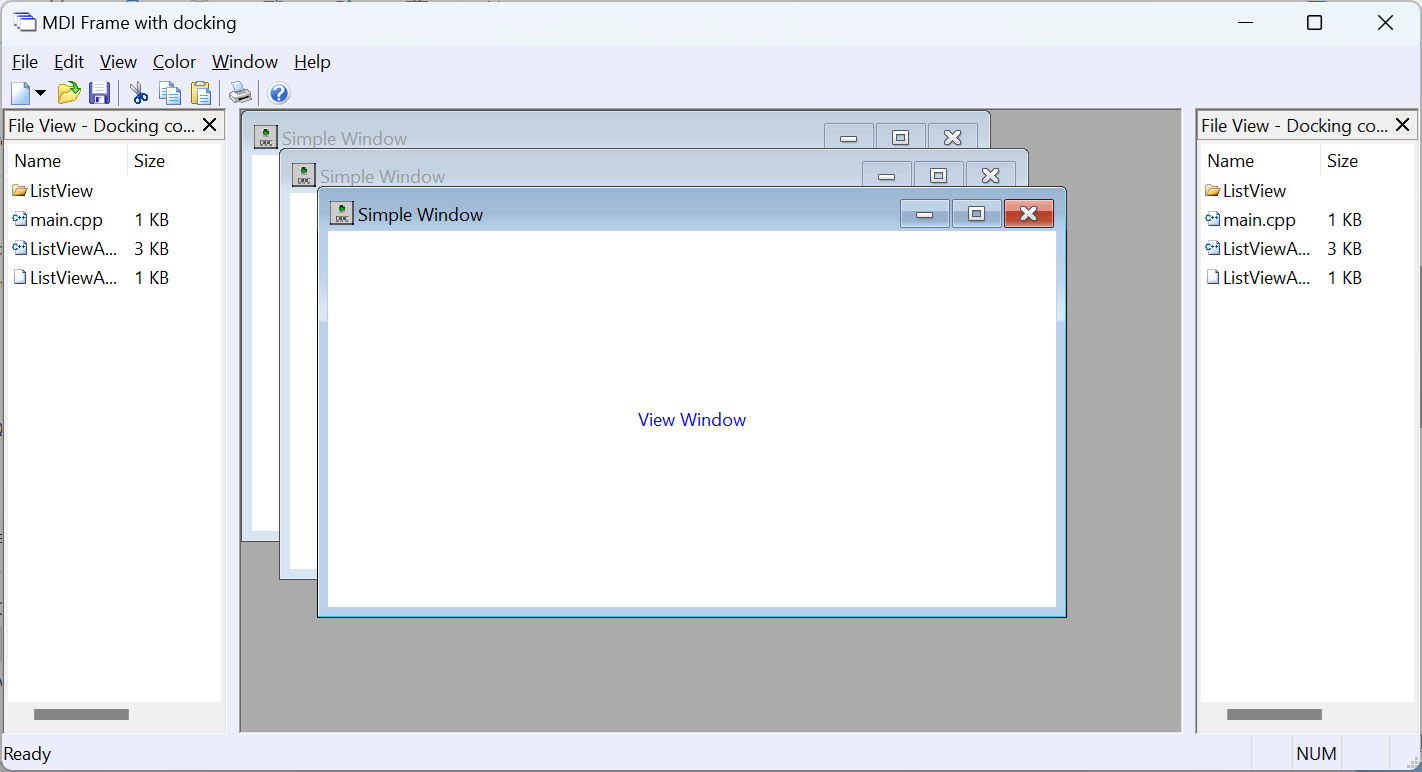 MDI Frame with docking
File Edit View Color Window Help
File View - Docking co...
Name Size
ListView
main.cpp 1 KB
ListViewA... 3 KB
ListViewA... 1 KB
Simple Window
Simple Window
Simple Window
View Window
File View - Docking co...
Name Size
ListView
main.cpp 1 KB
ListViewA... 3 KB
ListViewA... 1 KB
Ready
NUM